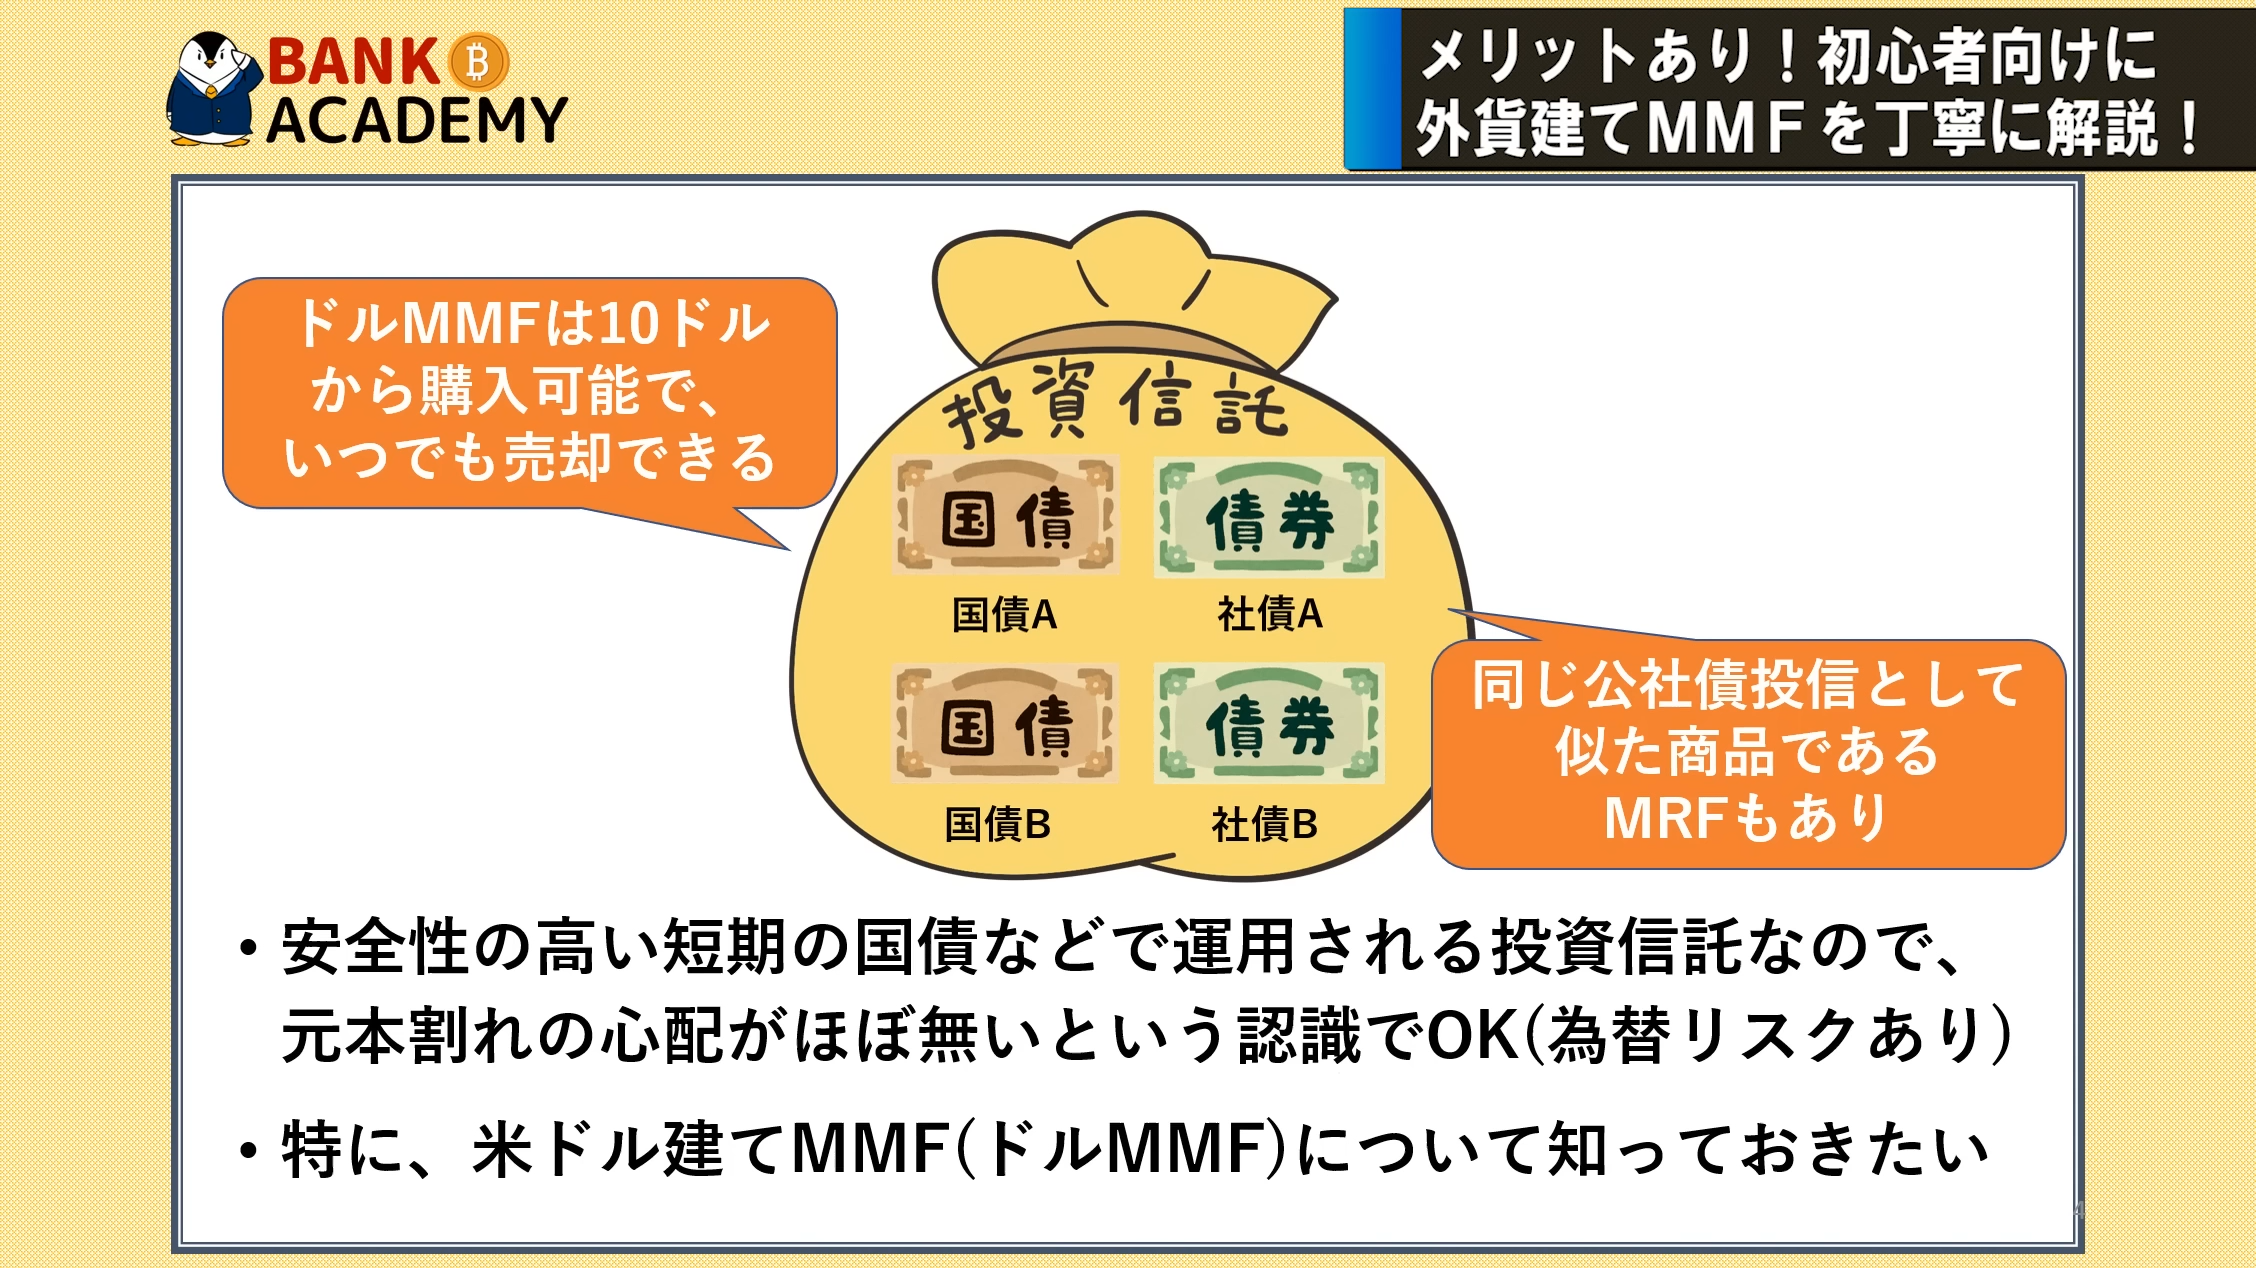 BANK
ACADEMY
メリットあり！初心者向けに
外貨建てMMFを丁寧に解説！
ドルMMFは10ドル
から購入可能で、
いつでも売却できる
投資信託
国債
債券
国債A
社債A
国債
債券
国債B
社債B
同じ公社債投信として
似た商品である
MRFもあり
・安全性の高い短期の国債などで運用される投資信託なので、
元本割れの心配がほぼ無いという認識でOK(為替リスクあり)
・特に、米ドル建てMMF(ドルMMF)について知っておきたい
4